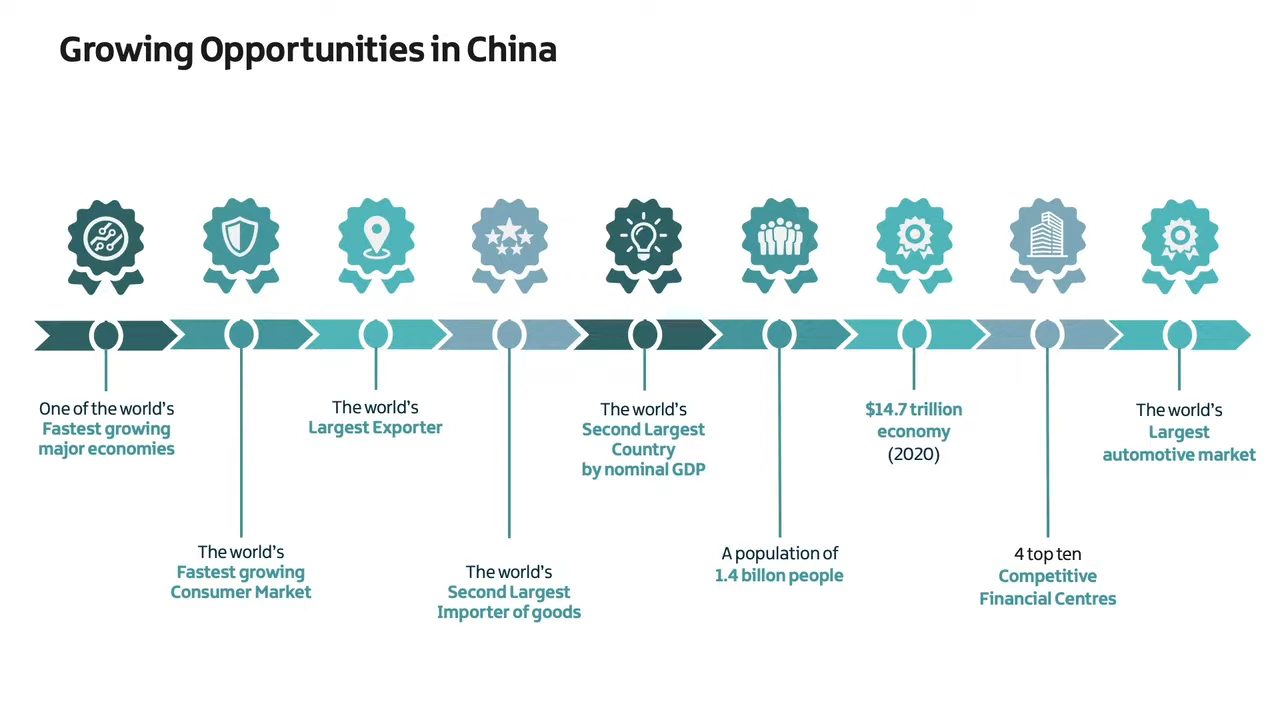 Growing Opportunities in China
One of the world's
Fastest growing
major economies
The world's
Fastest growing
Consumer Market
The world's
Largest Exporter
The world's
Second Largest
Importer of goods
The world's
Second Largest
Country
by nominal GDP
A population of
1.4 billon people
$14.7 trillion
economy
(2020)
4 top ten
Competitive
Financial Centres
The world's
Largest
automotive market